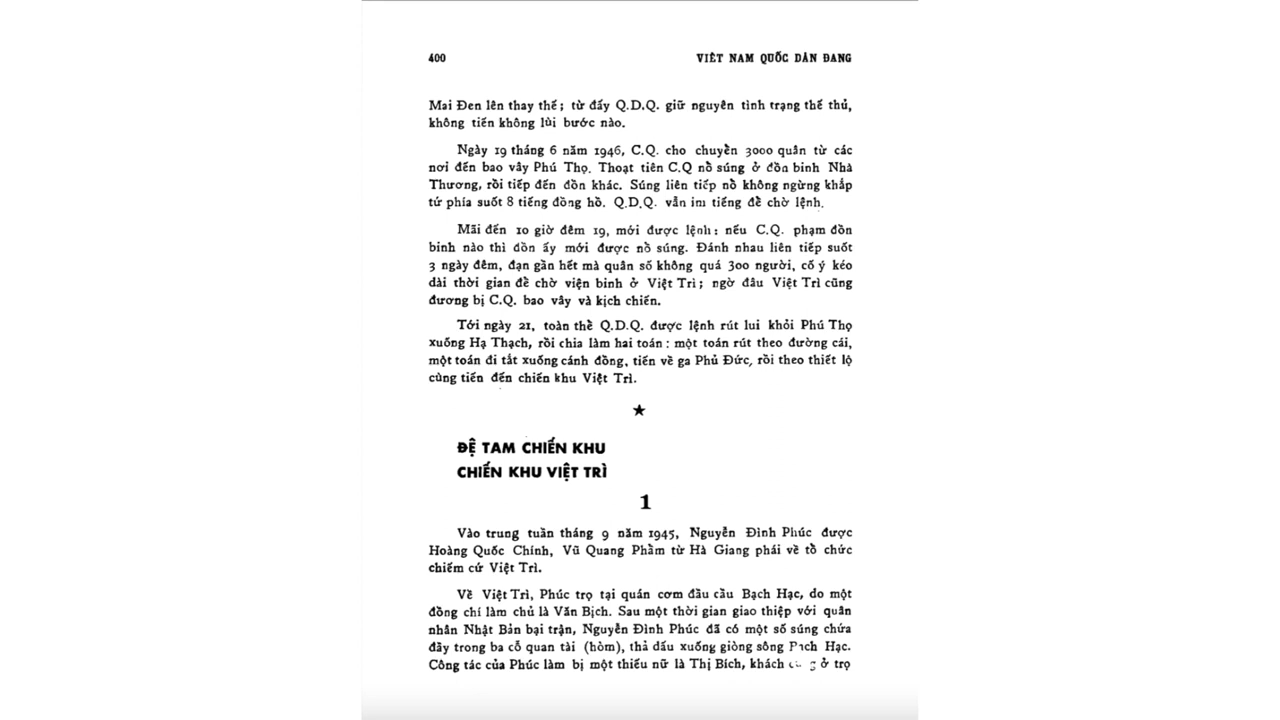 400 VIỆT NAM QUỐC DÂN ĐẢNG
Mai Đen lên thay thế ; từ đấy Q.D.Q. giữ nguyên tình trạng thế thủ,
không tiến không lùi bước nào.
Ngày 19 tháng 6 năm 1946, C.Q. cho chuyển 3000 quân từ các
nơi đến bao vây Phú Thọ. Thoạt tiên C.Q nổ súng ở đồn binh Nhà
Thương, rồi tiếp đến đồn khác. Súng liên tiếp nổ không ngừng khắp
tứ phía suốt 8 tiếng đồng hồ. Q.D.Q. vẫn im tiếng để chờ lệnh.
Mãi đến 10 giờ đêm 19, mới được lệnh : nếu C.Q. phạm đồn
binh nào thì đồn ấy mới được nổ súng. Đánh nhau liên tiếp suốt
3 ngày đêm, đạn gần hết mà quân số không quá 300 người, cố ý kéo
dài thời gian để chờ viện binh ở Việt Trì ; ngờ đâu Việt Trì cũng
đương bị C.Q. bao vây và kịch chiến.
Tới ngày 21, toàn thể Q.D.Q. được lệnh rút lui khỏi Phú Thọ
xuống Hạ Thạch, rồi chia làm hai toán : một toán rút theo đường cái,
một toán đi tắt xuống cánh đồng, tiến về ga Phủ Đức, rồi theo thiết lộ
cùng tiến đến chiến khu Việt Trì.
★
ĐỆ TAM CHIẾN KHU
CHIẾN KHU VIỆT TRÌ
1
Vào trung tuần tháng 9 năm 1945, Nguyễn Đình Phúc được
Hoàng Quốc Chính, Vũ Quang Phẩm từ Hà Giang phái về tổ chức
chiếm cứ Việt Trì.
Về Việt Trì, Phúc trọ tại quán cơm đầu cầu Bạch Hạc, do một
đồng chí làm chủ là Văn Bịch. Sau một thời gian giao thiệp với quân
nhân Nhật Bản bại trận, Nguyễn Đình Phúc đã có một số súng chứa
đầy trong ba cỗ quan tài (hòm), thả dấu xuống giòng sông Hạc.
Công tác của Phúc làm bị một thiếu nữ là Thị Bích, khách ở trọ